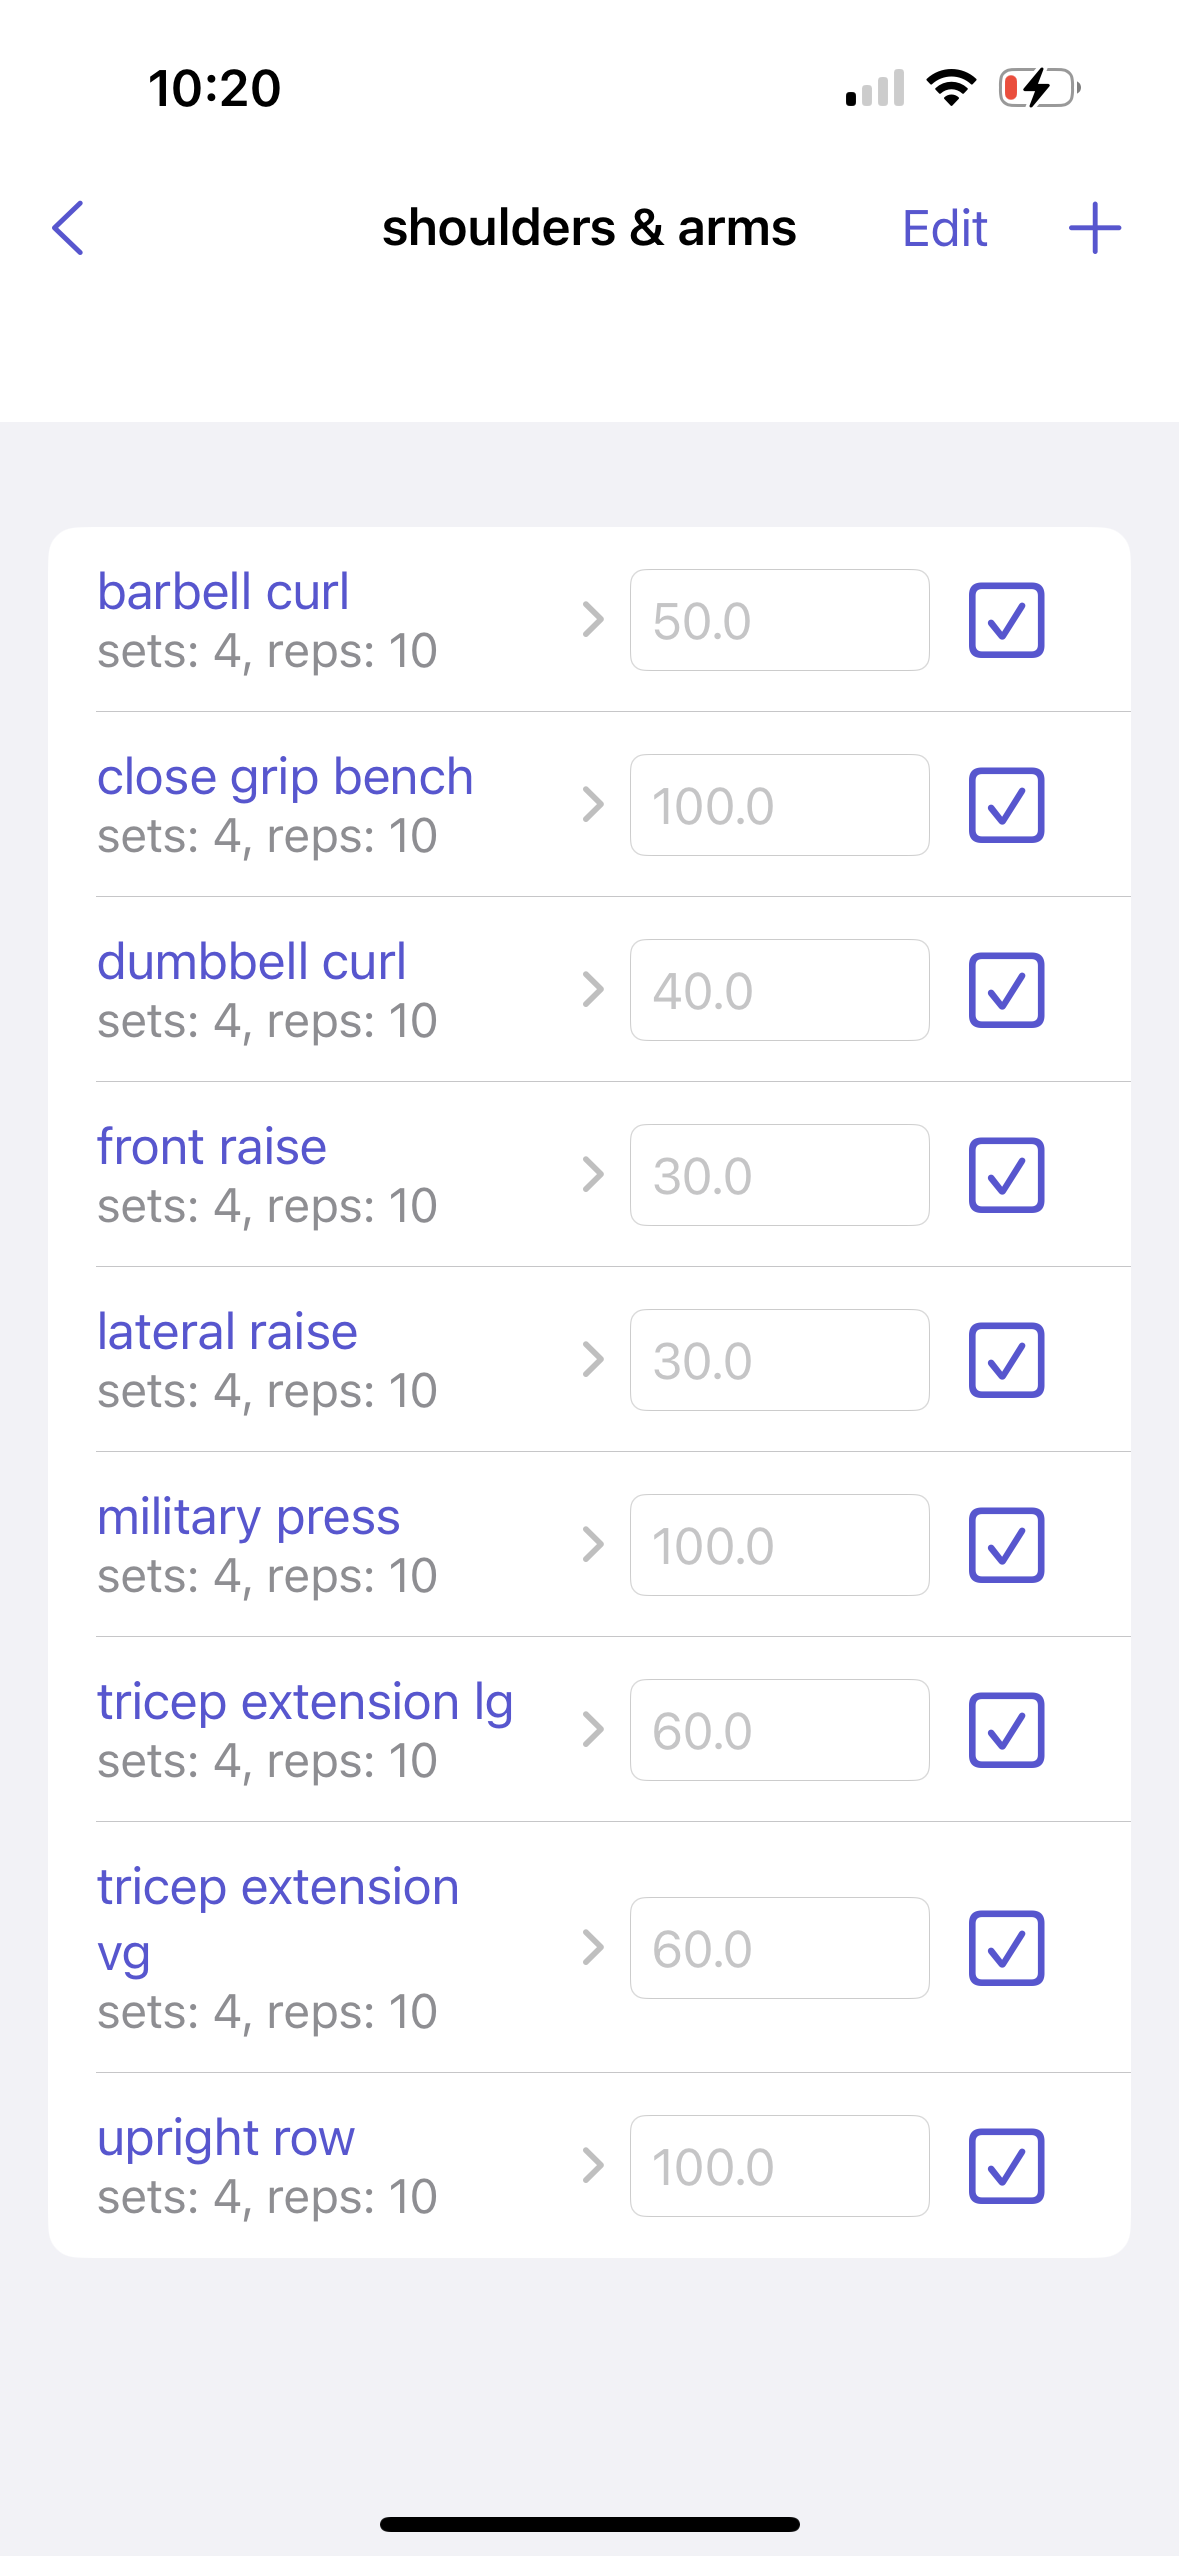 10:20
shoulders & arms
Edit
barbell curl
sets: 4, reps: 10
50.0
close grip bench
sets: 4, reps: 10
100.0
dumbbell curl
sets: 4, reps: 10
40.0
front raise
sets: 4, reps: 10
30.0
lateral raise
sets: 4, reps: 10
30.0
military press
sets: 4, reps: 10
100.0
tricep extension lg
sets: 4, reps: 10
60.0
tricep extension
vg
sets: 4, reps: 10
60.0
upright row
sets: 4, reps: 10
100.0